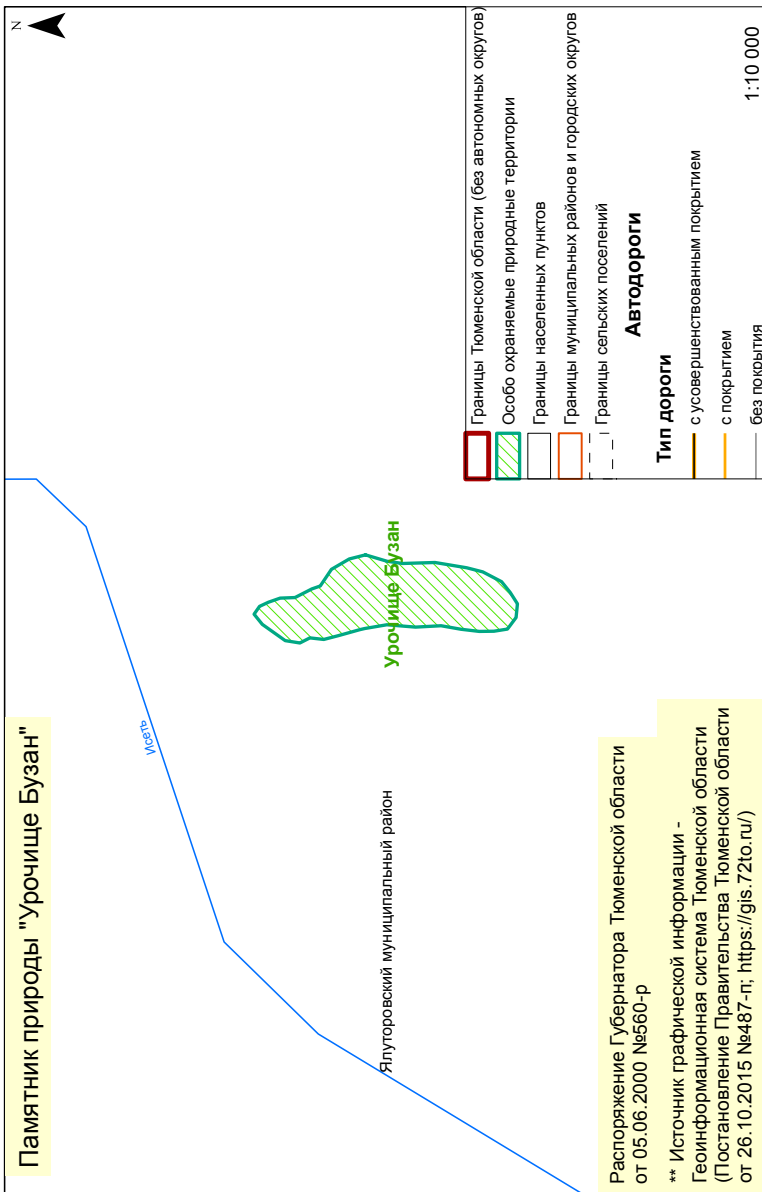 Памятник природы "Урочище Бузан"
N
Исеть
Урочище Бузан
Ялуторовский муниципальный район
Распоряжение Губернатора Тюменской области
от 05.06.2000 №560-р
** Источник графической информации -
Геоинформационная система Тюменской области
(Постановление Правительства Тюменской области
от 26.10.2015 №487-п; https://gis.72to.ru/)
Границы Тюменской области (без автономных округов)
Особо охраняемые природные территории
Границы населенных пунктов
Границы муниципальных районов и городских округов
Границы сельских поселений
Автодороги
Тип дороги
с усовершенствованным покрытием
с покрытием
без покрытия
1:10 000